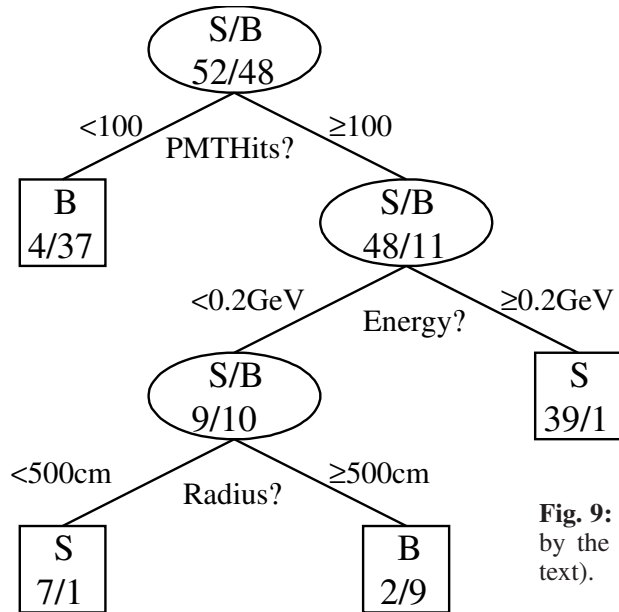 S/B
52/48
<100
≥100
PMTHits?
B
4/37
S/B
48/11
<0.2GeV
≥0.2GeV
Energy?
S/B
9/10
S
39/1
<500cm
≥500cm
Radius?
S
7/1
B
2/9
Fig. 9:
by the
text).